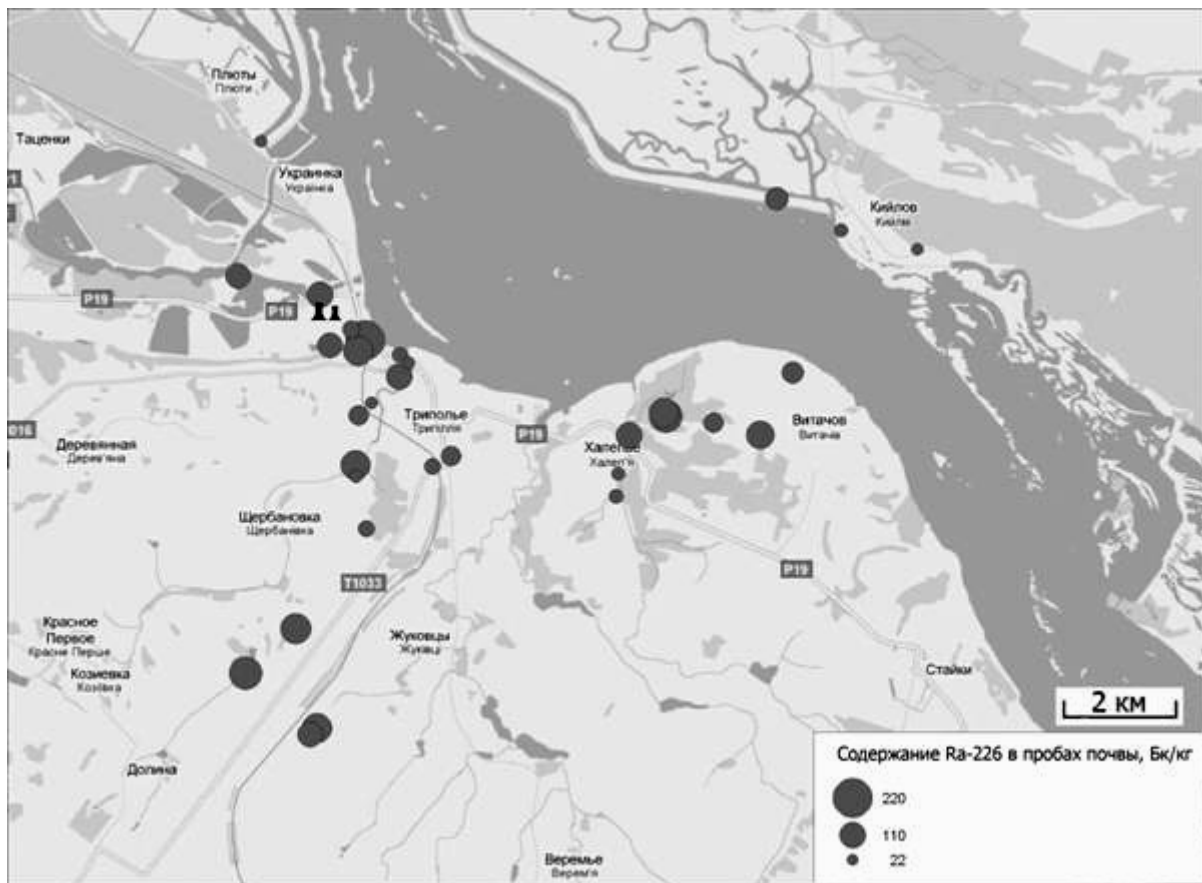 Плюты
Плюти
Таценки
Украинка
Українка
Кийлов
Кийлів
P19
P19
Триполье
Трипілля
P19
Витачов
Витачів
Халепье
Халеп'я
Деревянная
Дерев'яна
Щербановка
Щербанівка
P19
T1033
Красное
Первое
Красне Перше
Жуковцы
Жуківці
Козиевка
Козіївка
Стайки
2 км
Долина
Содержание Ra-226 в пробах почвы, Бк/кг
220
110
22
Веремье
Верем'я